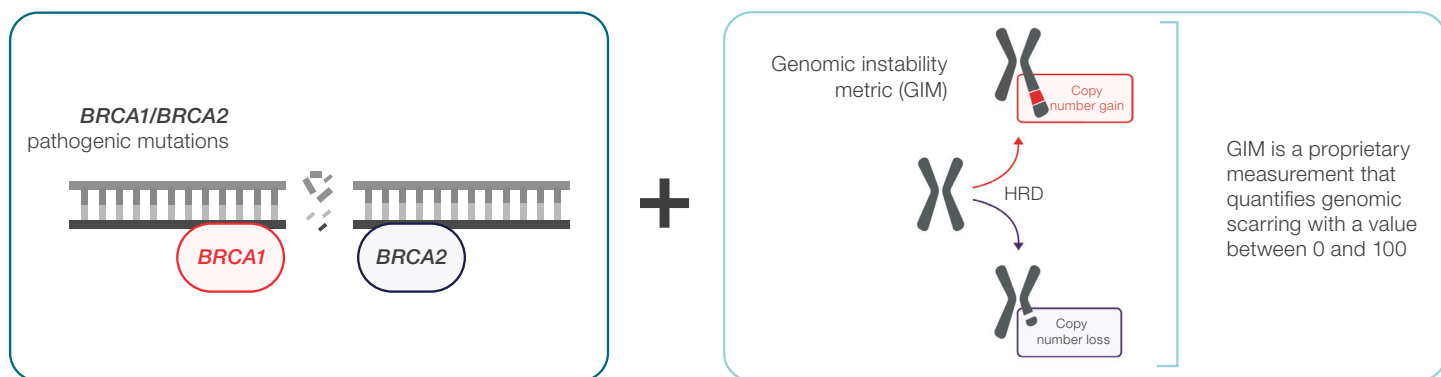 BRCA1/BRCA2
pathogenic mutations
BRCA1
BRCA2
+
Genomic instability
metric (GIM)
Copy
number gain
HRD
Copy
number loss
GIM is a proprietary
measurement that
quantifies genomic
scarring with a value
between 0 and 100